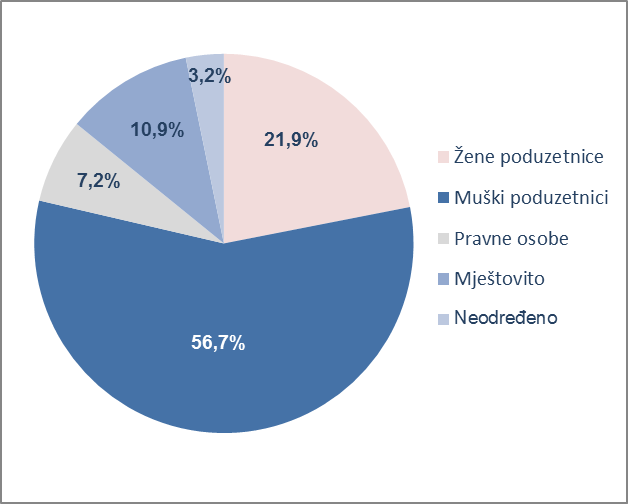 3,2%
21,9%
10,9%
7,2%
56,7%
Žene poduzetnice
Muški poduzetnici
Pravne osobe
Mještovito
Neodređeno